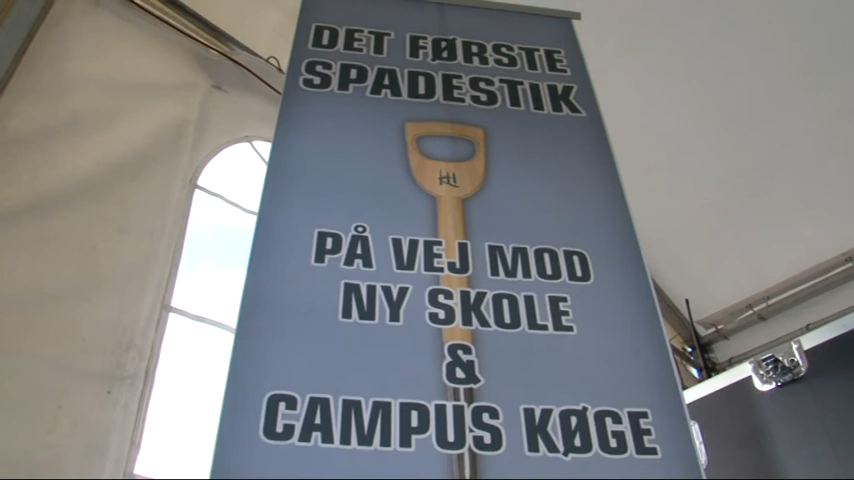 DET FØRSTE
SPADESTIK
PÅ VEJ MOD
NY SKOLE
&
CAMPUS KØGE